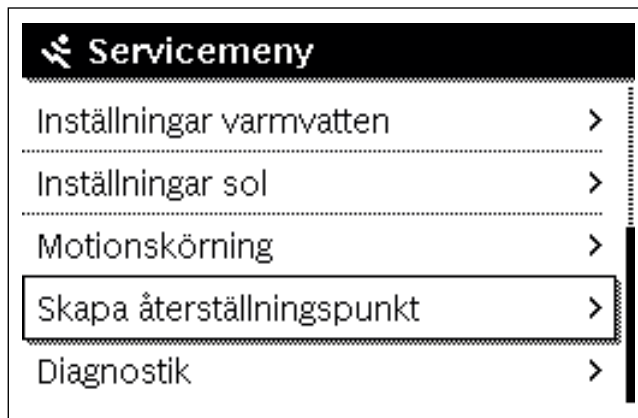 Servicemeny
Inställningar varmvatten
Inställningar sol
Motionskörning
Skapa återställningspunkt
Diagnostik